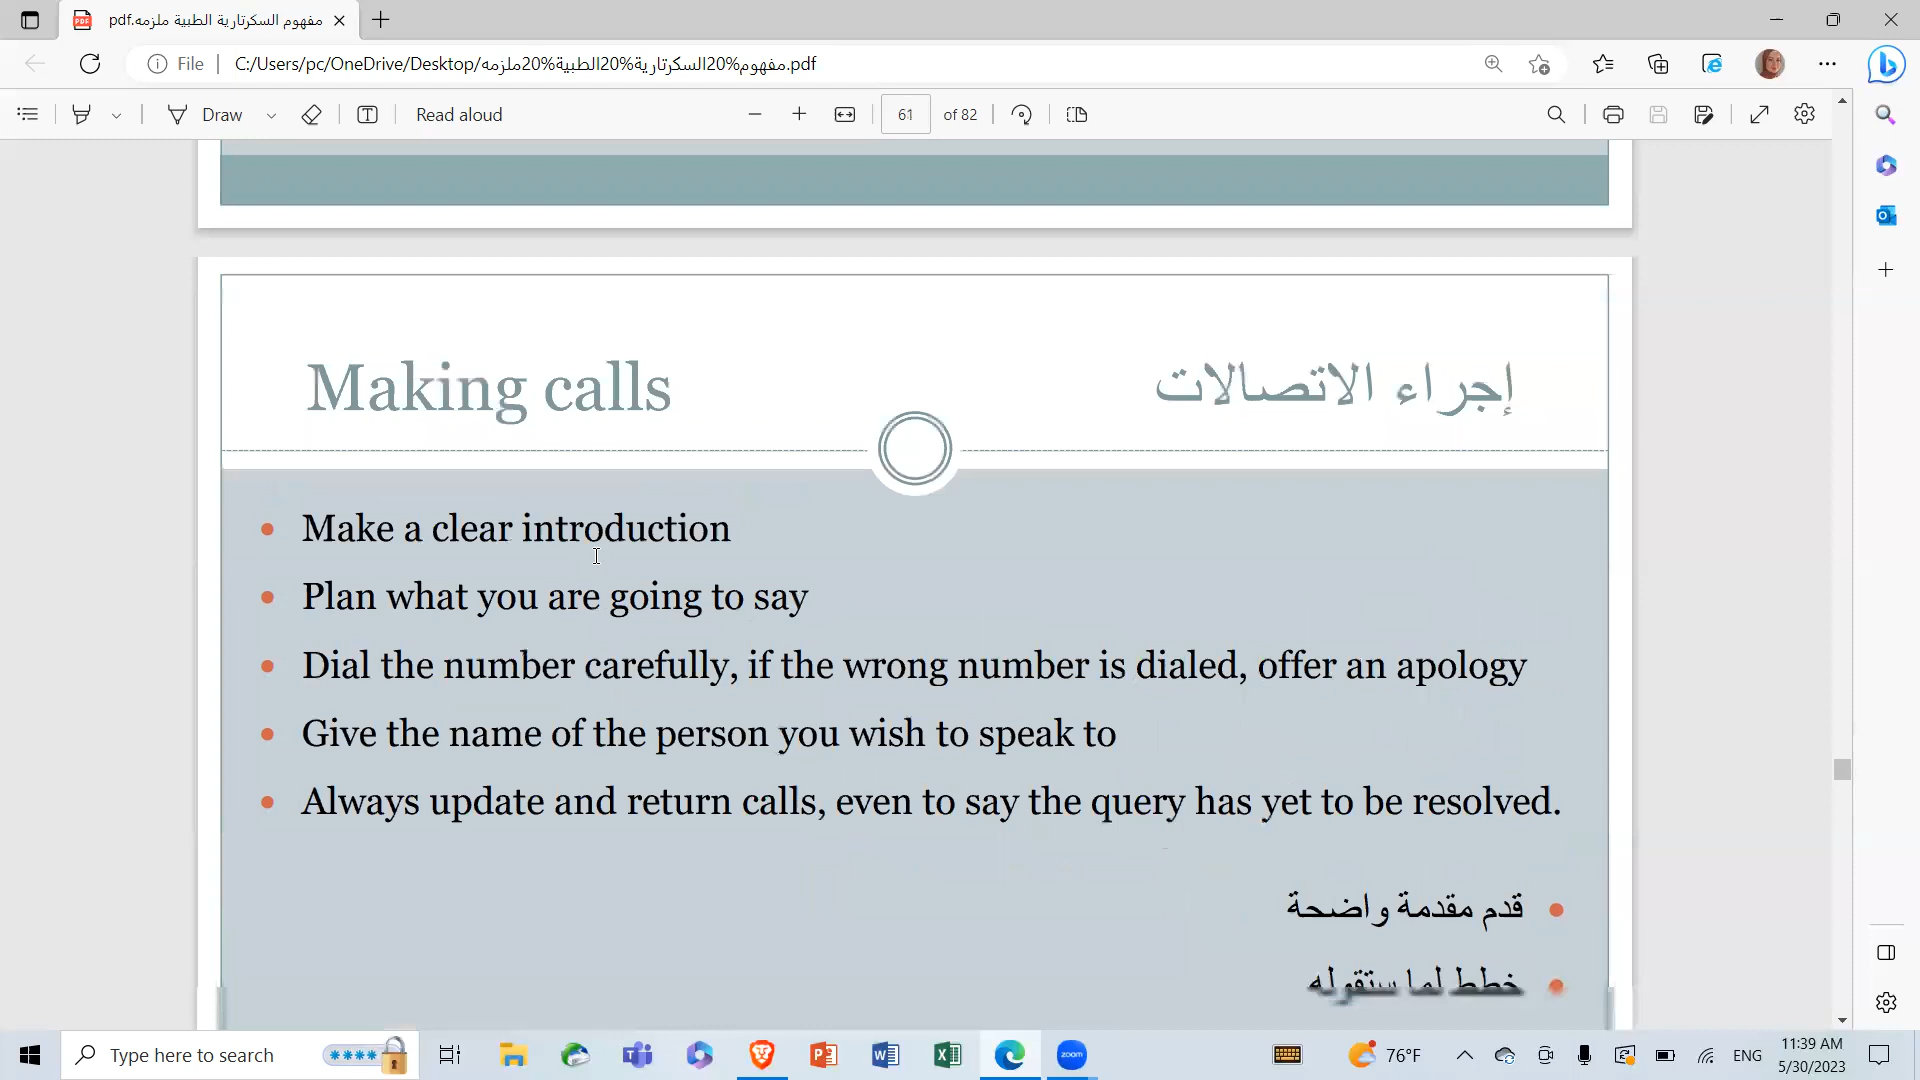 مفهوم السكرتارية الطبية ملزمه.pdf
File
C:/Users/pc/OneDrive/Desktop/مفهوم%20السكرتارية%20الطبية%20ملزمه.pdf
Draw
Read aloud
61 of 82
Making calls
إجراء الاتصالات
Make a clear introduction
Plan what you are going to say
Dial the number carefully, if the wrong number is dialed, offer an apology
Give the name of the person you wish to speak to
Always update and return calls, even to say the query has yet to be resolved.
قدم مقدمة واضحة
خطط لما ستقوله
Type here to search
zoom
76°F
ENG
11:39 AM
5/30/2023